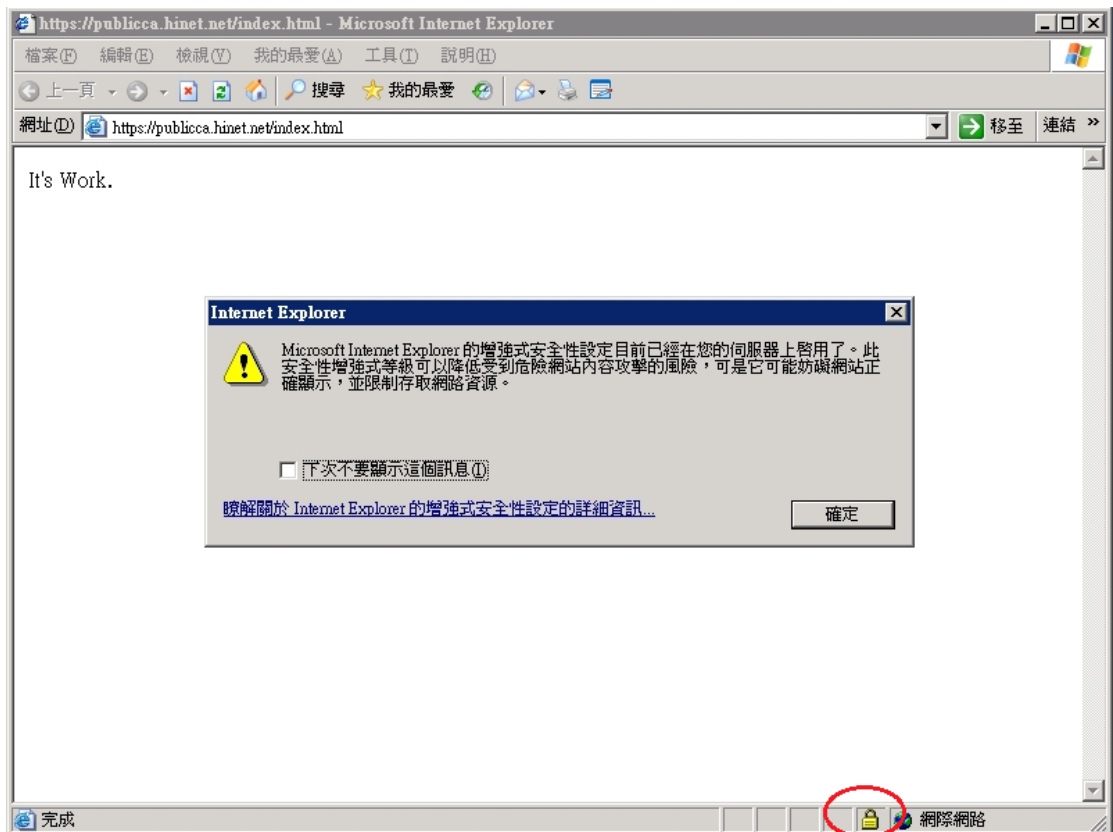 https://publicca.hinet.net/index.html - Microsoft Internet Explorer
檔案(F) 編輯(E) 檢視(V) 我的最愛(A) 工具(T) 說明(H)
上一頁 搜尋 我的最愛
網址(D) https://publicca.hinet.net/index.html 移至 連結 »
It's Work.
Internet Explorer
Microsoft Internet Explorer 的增強式安全性設定目前已經在您的伺服器上啟用了。此
安全性增強式等級可以降低受到危險網站內容攻擊的風險，可是它可能妨礙網站正
確顯示，並限制存取網路資源。
下次不要顯示這個訊息(I)
瞭解關於 Internet Explorer 的增強式安全性設定的詳細資訊...
確定
完成 網際網路